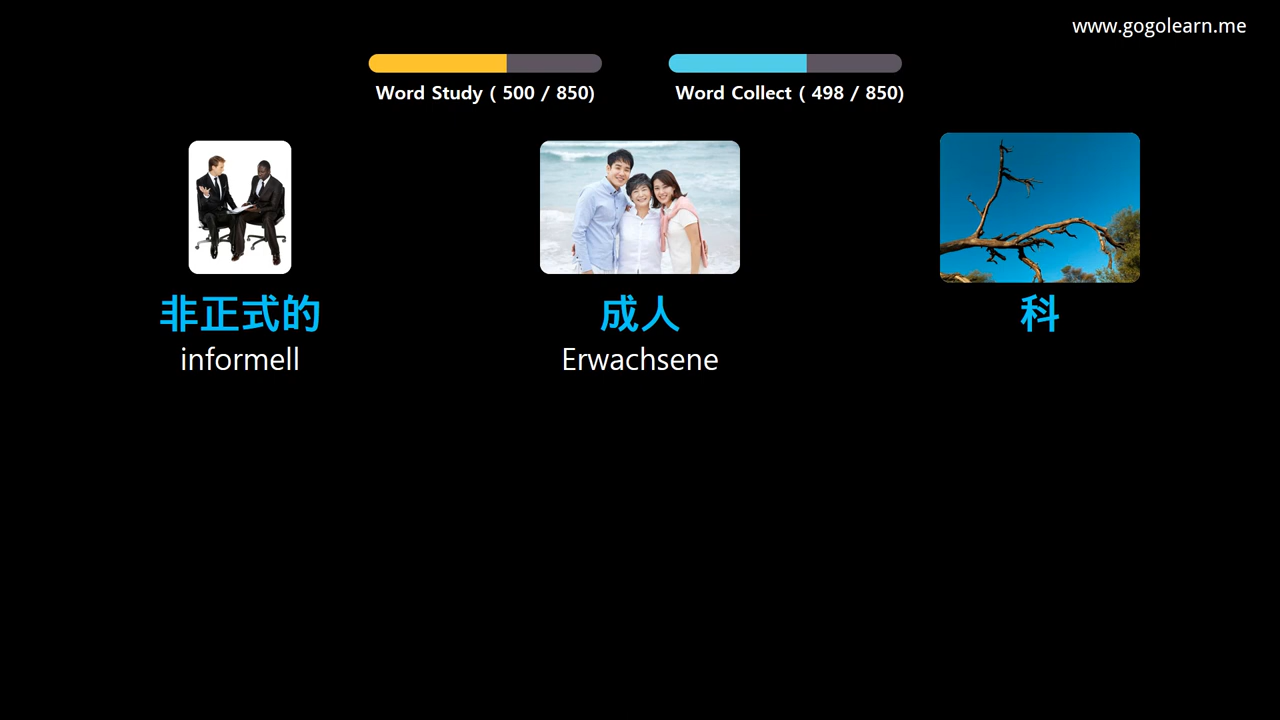 www.gogolearn.me
Word Study ( 500 / 850)
Word Collect ( 498 / 850)
非正式的
成人
科
informell
Erwachsene